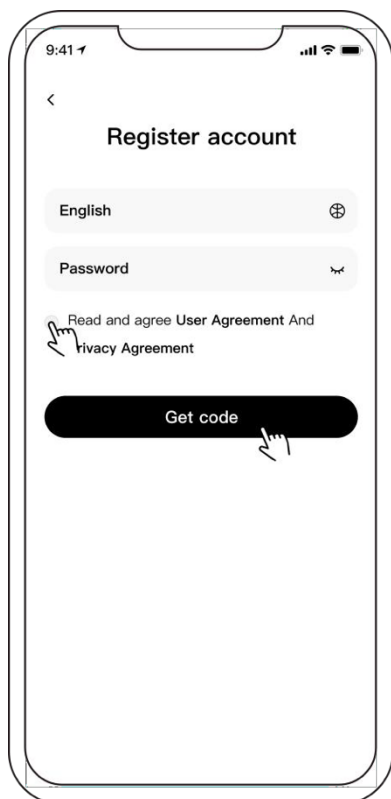 9:41
Register account
English
Password
Read and agree User Agreement And
rivacy Agreement
Get code